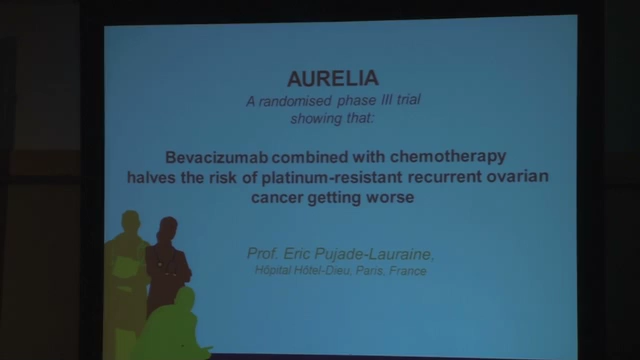 AURELIA
A randomised phase III trial
showing that:
Bevacizumab combined with chemotherapy
halves the risk of platinum-resistant recurrent ovarian
cancer getting worse
Prof. Eric Pujade-Lauraine,
Hôpital Hôtel-Dieu, Paris, France